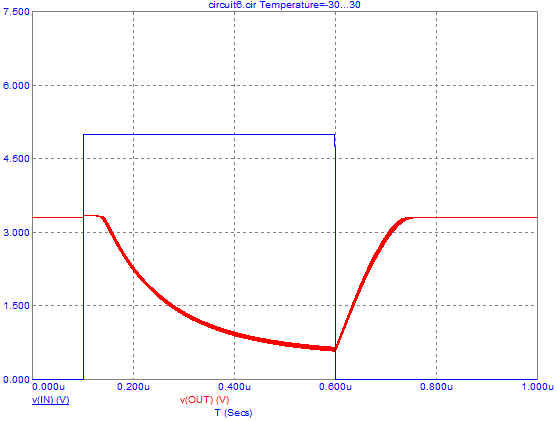 circuit6.cir Temperature=-30...30
7.500
6.000
4.500
3.000
1.500
0.000
0.000u 0.200u 0.400u 0.600u 0.800u 1.000u
v(IN) (V) v(OUT) (V)
T (Secs)